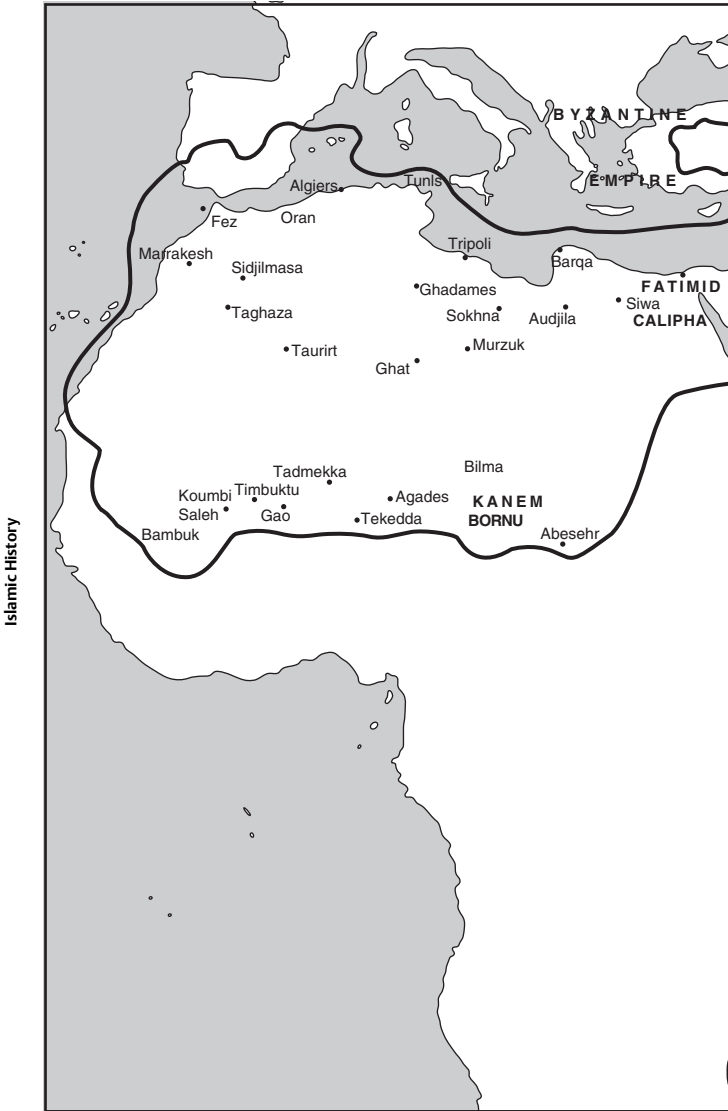 Islamic History
BYZANTINE
EMPIRE
Algiers
Tunls
Fez
Oran
Marrakesh
Tripoli
Sidjilmasa
Barqa
Ghadames
FATIMID
CALIPHA
Taghaza
Sokhna
Audjila
Siwa
Taurirt
Murzuk
Ghat
Tadmekka
Bilma
Koumbi
Saleh
Timbuktu
Agades
KANEM
BORNU
Gao
Tekedda
Bambuk
Abesehr